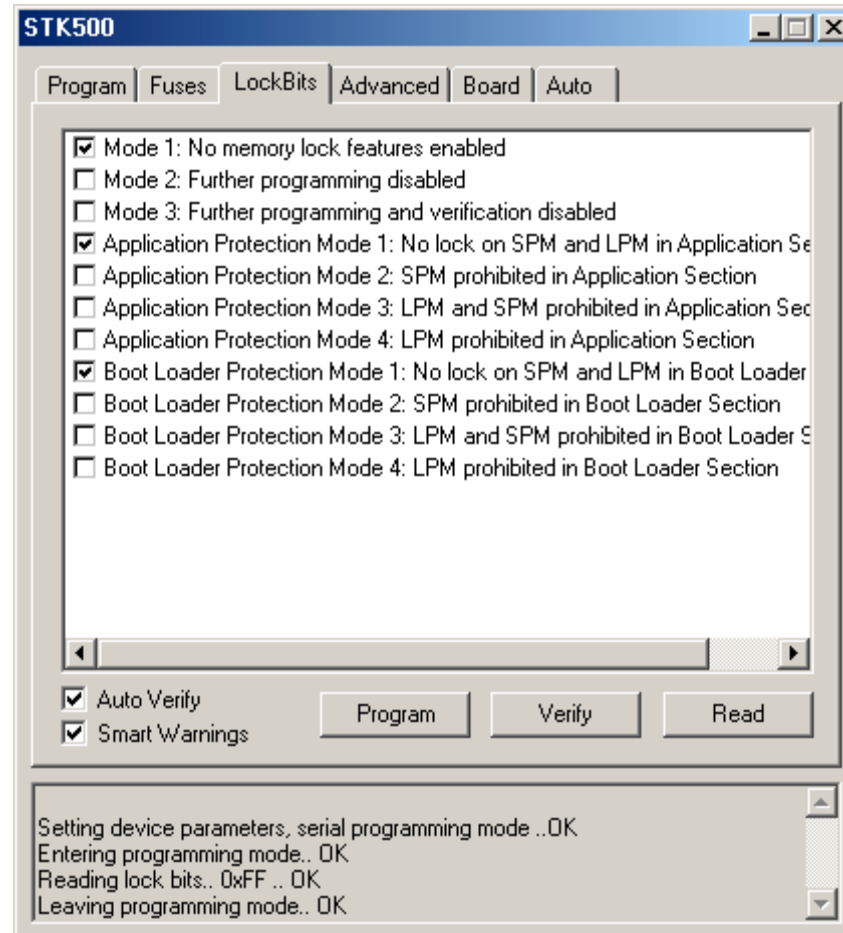 STK500
Program Fuses LockBits Advanced Board Auto
Mode 1: No memory lock features enabled
Mode 2: Further programming disabled
Mode 3: Further programming and verification disabled
Application Protection Mode 1: No lock on SPM and LPM in Application Se
Application Protection Mode 2: SPM prohibited in Application Section
Application Protection Mode 3: LPM and SPM prohibited in Application Sec
Application Protection Mode 4: LPM prohibited in Application Section
Boot Loader Protection Mode 1: No lock on SPM and LPM in Boot Loader
Boot Loader Protection Mode 2: SPM prohibited in Boot Loader Section
Boot Loader Protection Mode 3: LPM and SPM prohibited in Boot Loader S
Boot Loader Protection Mode 4: LPM prohibited in Boot Loader Section
Auto Verify
Smart Warnings
Program Verify Read
Setting device parameters, serial programming mode ..OK
Entering programming mode.. OK
Reading lock bits.. 0xFF .. OK
Leaving programming mode.. OK